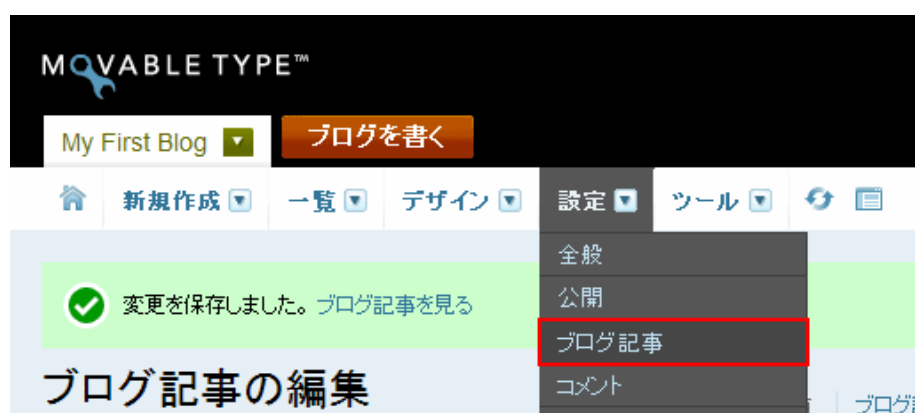 MOVABLE TYPE™
My First Blog ブログを書く
新規作成 一覧 デザイン 設定 ツール
全般
変更を保存しました。ブログ記事を見る
公開
ブログ記事
ブログ記事の編集
コメント
ブログ